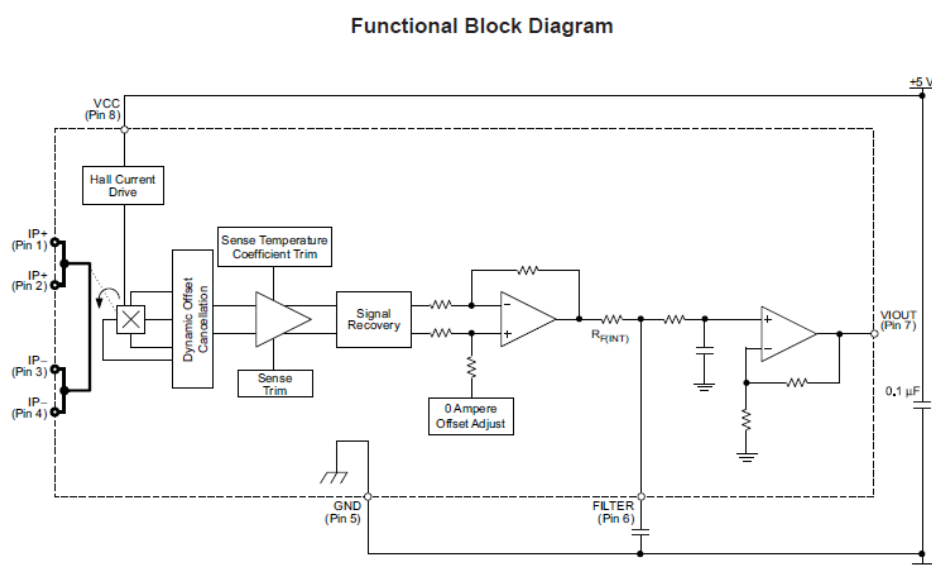 Functional Block Diagram
+5 V
VCC
(Pin 8)
Hall Current
Drive
IP+
(Pin 1)
IP+
(Pin 2)
IP−
(Pin 3)
IP−
(Pin 4)
Dynamic Offset
Cancellation
Sense Temperature
Coefficient Trim
Sense
Trim
Signal
Recovery
0 Ampere
Offset Adjust
−
+
RF(INT)
+
−
VIOUT
(Pin 7)
0.1 µF
GND
(Pin 5)
FILTER
(Pin 6)